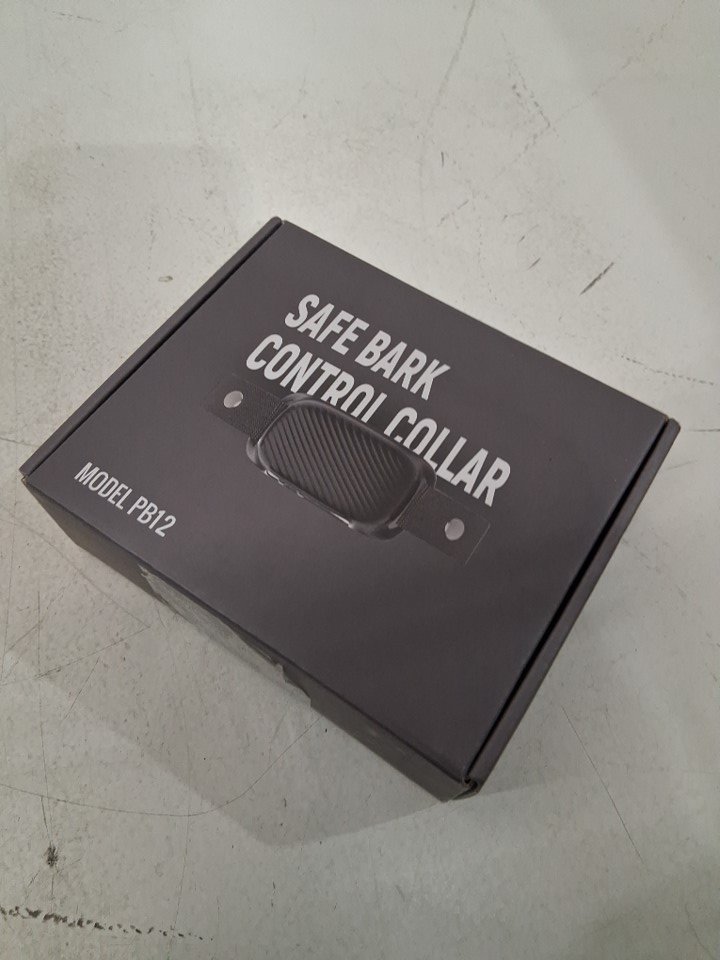 SAFE BARK
CONTROL COLLAR
MODEL PB12